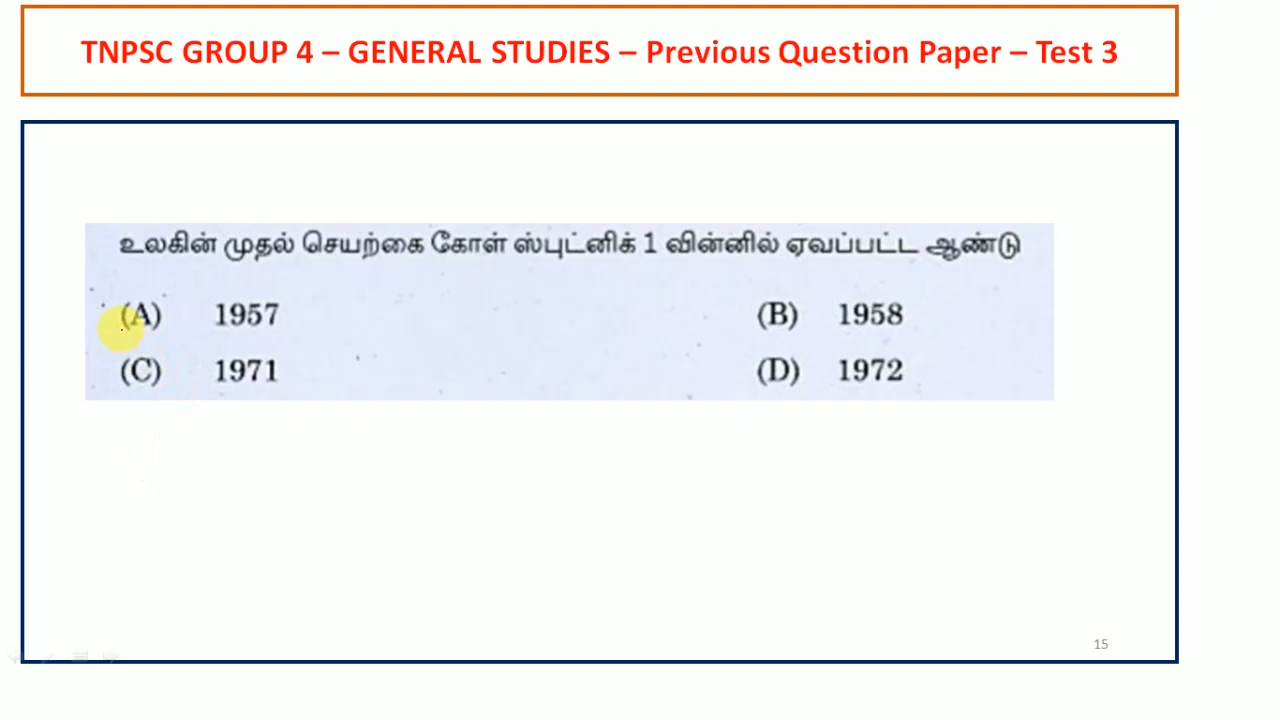 TNPSC GROUP 4 – GENERAL STUDIES – Previous Question Paper – Test 3
உலகின் முதல் செயற்கை கோள் ஸ்புட்னிக் 1 வின்னில் ஏவப்பட்ட ஆண்டு
(A) 1957 (B) 1958
(C) 1971 (D) 1972
15